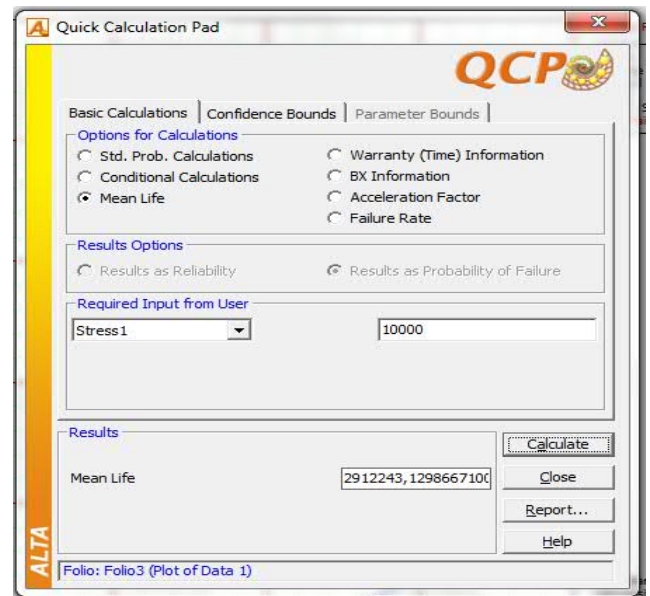 Quick Calculation Pad
QCP
Basic Calculations
Confidence Bounds
Parameter Bounds
Options for Calculations
Std. Prob. Calculations
Warranty (Time) Information
Conditional Calculations
BX Information
Mean Life
Acceleration Factor
Failure Rate
Results Options
Results as Reliability
Results as Probability of Failure
Required Input from User
Stress1
10000
Results
Mean Life
2912243,1298667100
Calculate
Close
Report...
Help
ALTA
Folio: Folio3 (Plot of Data 1)